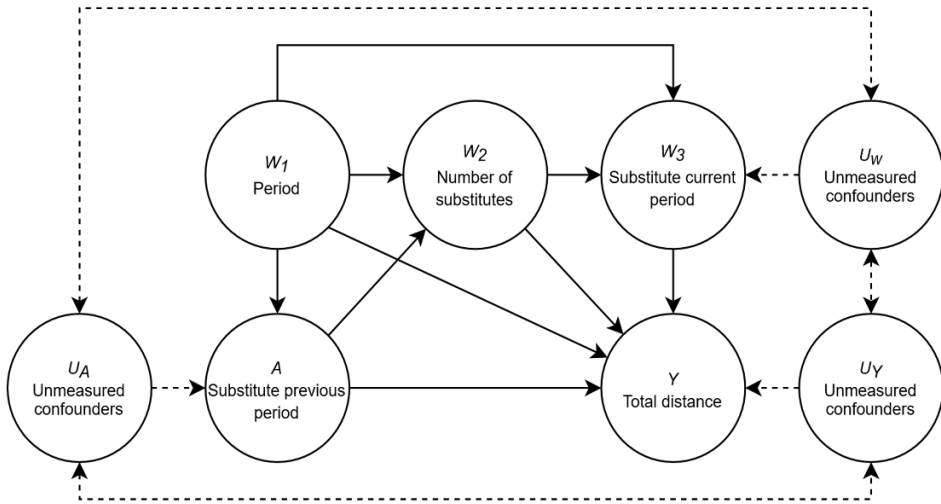 W1
Period
W2
Number of
substitutes
W3
Substitute current
period
UW
Unmeasured
confounders
UA
Unmeasured
confounders
A
Substitute previous
period
Y
Total distance
UY
Unmeasured
confounders